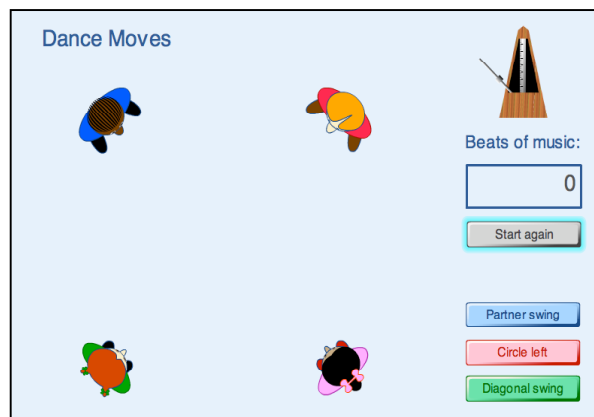 Dance Moves
Beats of music:
0
Start again
Partner swing
Circle left
Diagonal swing